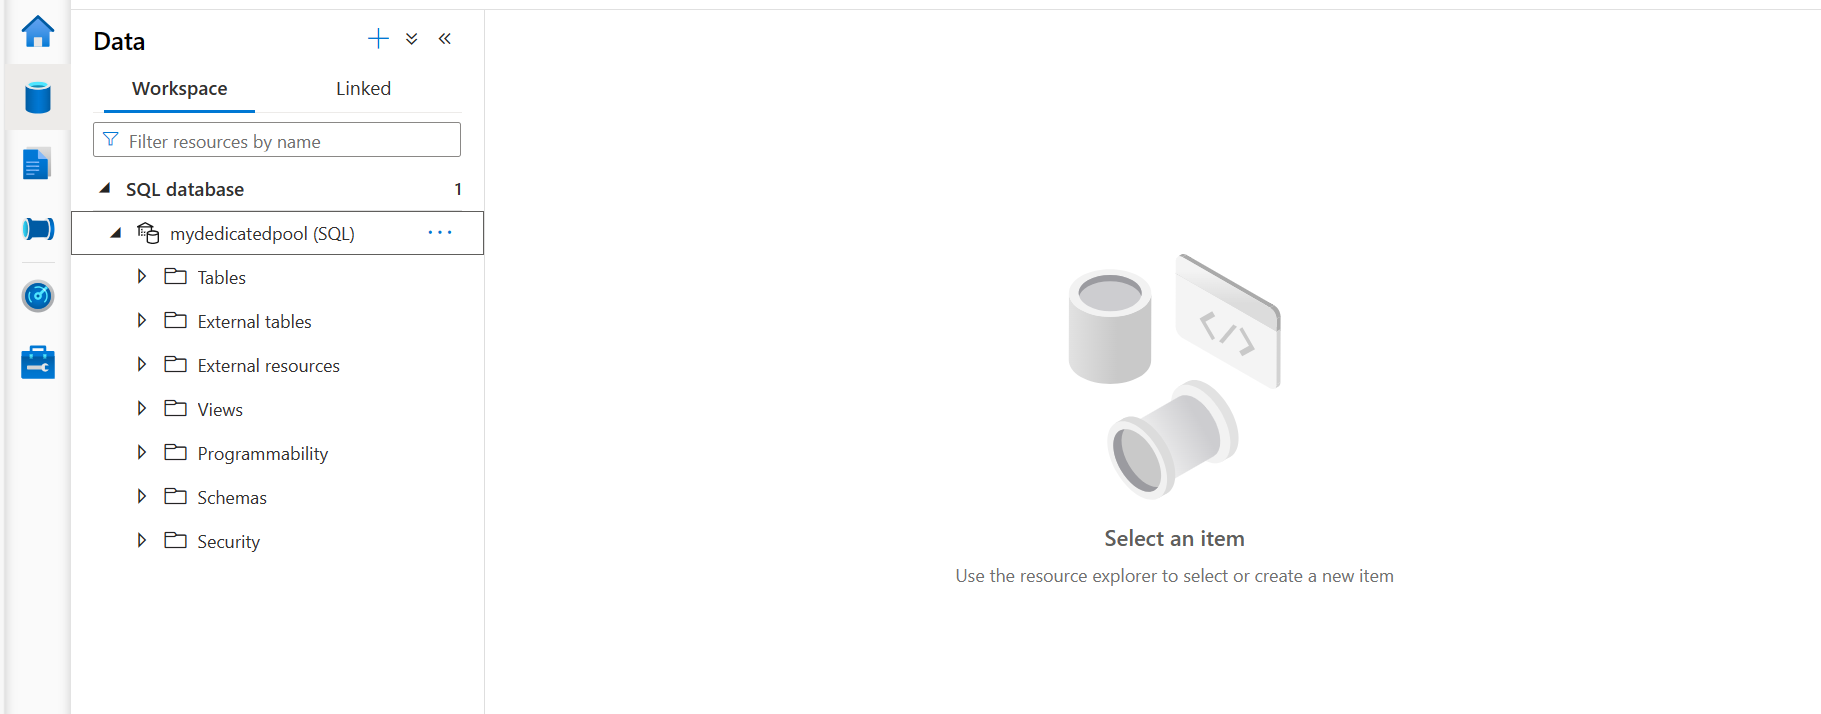 Data
Workspace Linked
Filter resources by name
SQL database 1
mydedicatedpool (SQL) ...
Tables
External tables
External resources
Views
Programmability
Schemas
Security
</>
Select an item
Use the resource explorer to select or create a new item